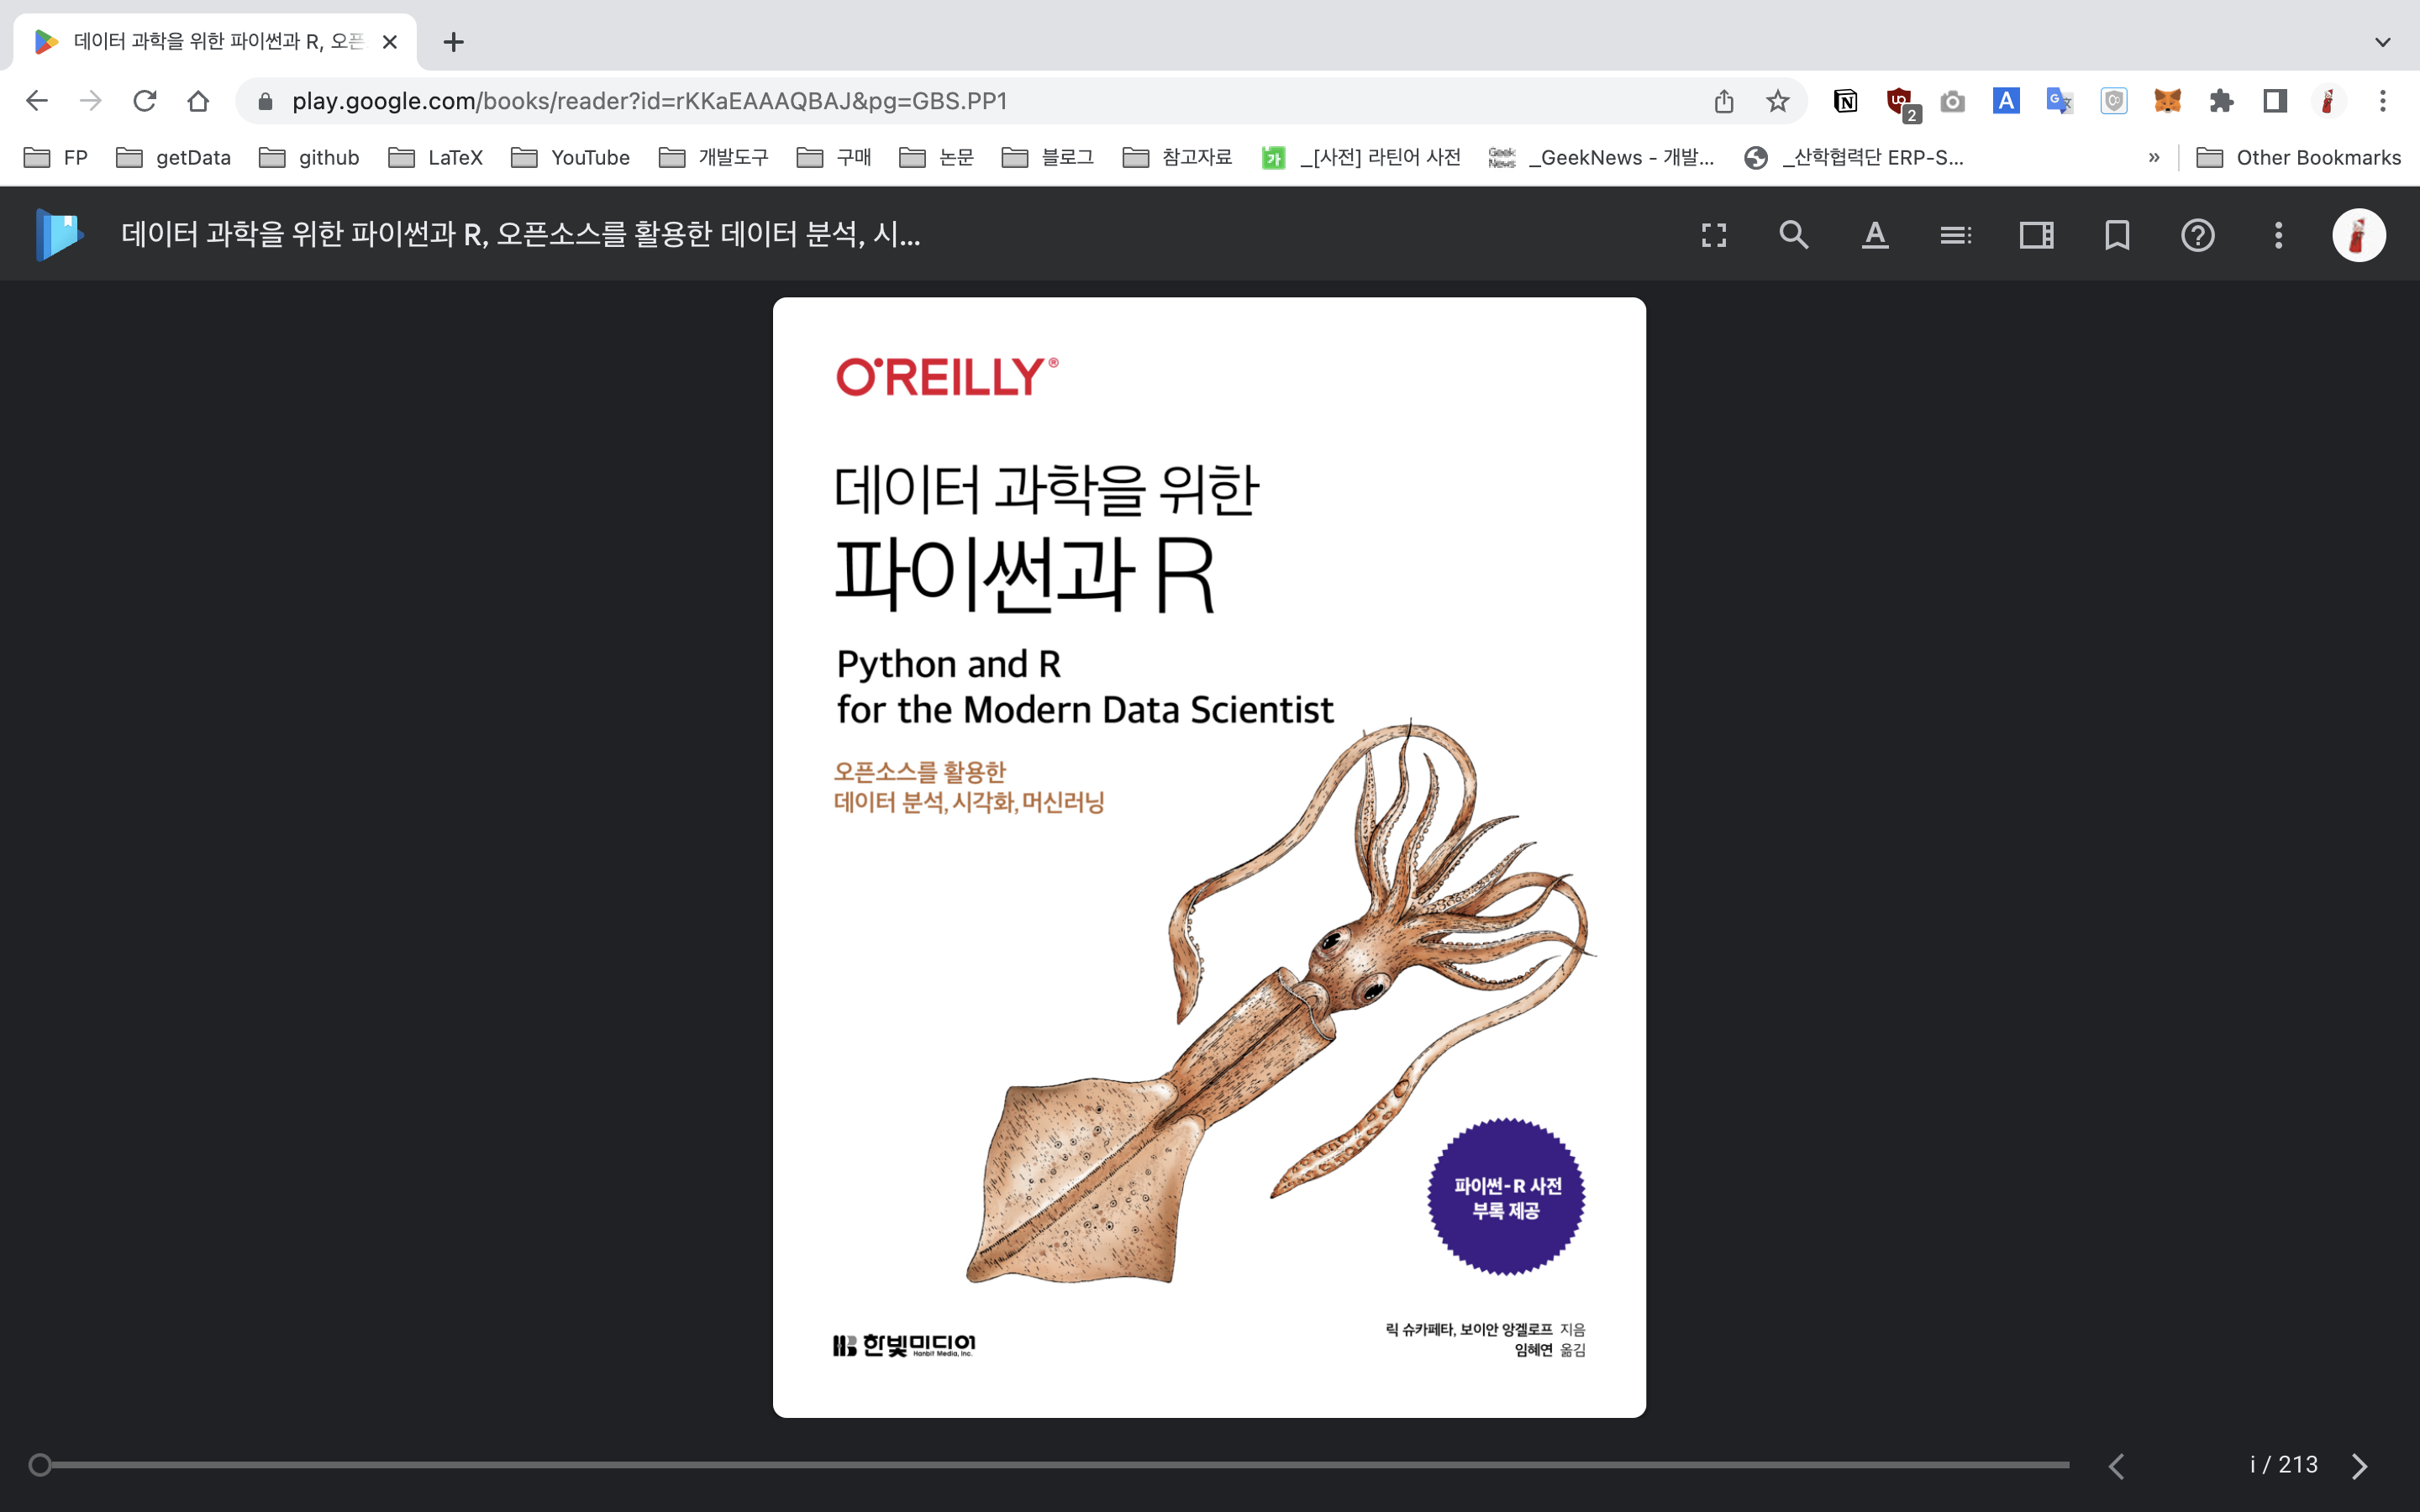 데이터 과학을 위한 파이썬과 R, 오픈
play.google.com/books/reader?id=rKKaEAAAQBAJ&pg=GBS.PP1
2
FP getData github LaTeX YouTube 개발도구 구매 논문 블로그 참고자료 _[사전] 라틴어 사전 _GeekNews - 개발... _산학협력단 ERP-S... » Other Bookmarks
데이터 과학을 위한 파이썬과 R, 오픈소스를 활용한 데이터 분석, 시...
O'REILLY®
데이터 과학을 위한
파이썬과 R
Python and R
for the Modern Data Scientist
오픈소스를 활용한
데이터 분석, 시각화, 머신러닝
파이썬-R 사전
부록 제공
릭 슈카페타, 보이안 앙겔로프 지음
임혜연 옮김
한빛미디어
Hanbit Media, Inc.
i / 213